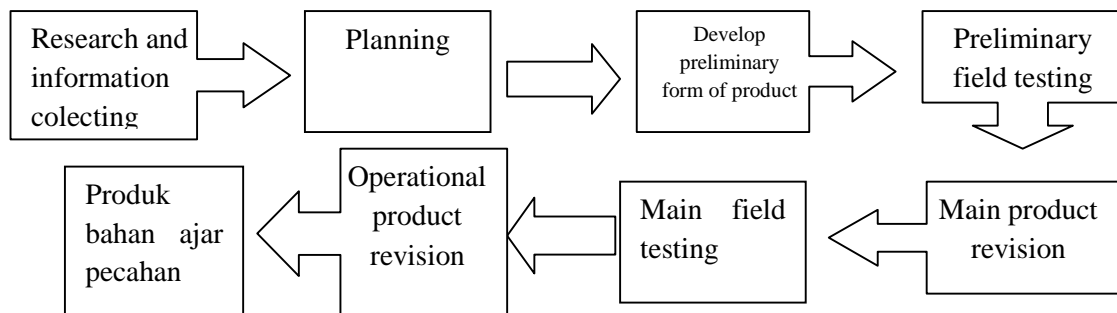 Research and
information
colecting
Planning
Develop
preliminary
form of product
Preliminary
field testing
Main product
revision
Main field
testing
Operational
product
revision
Produk
bahan ajar
pecahan